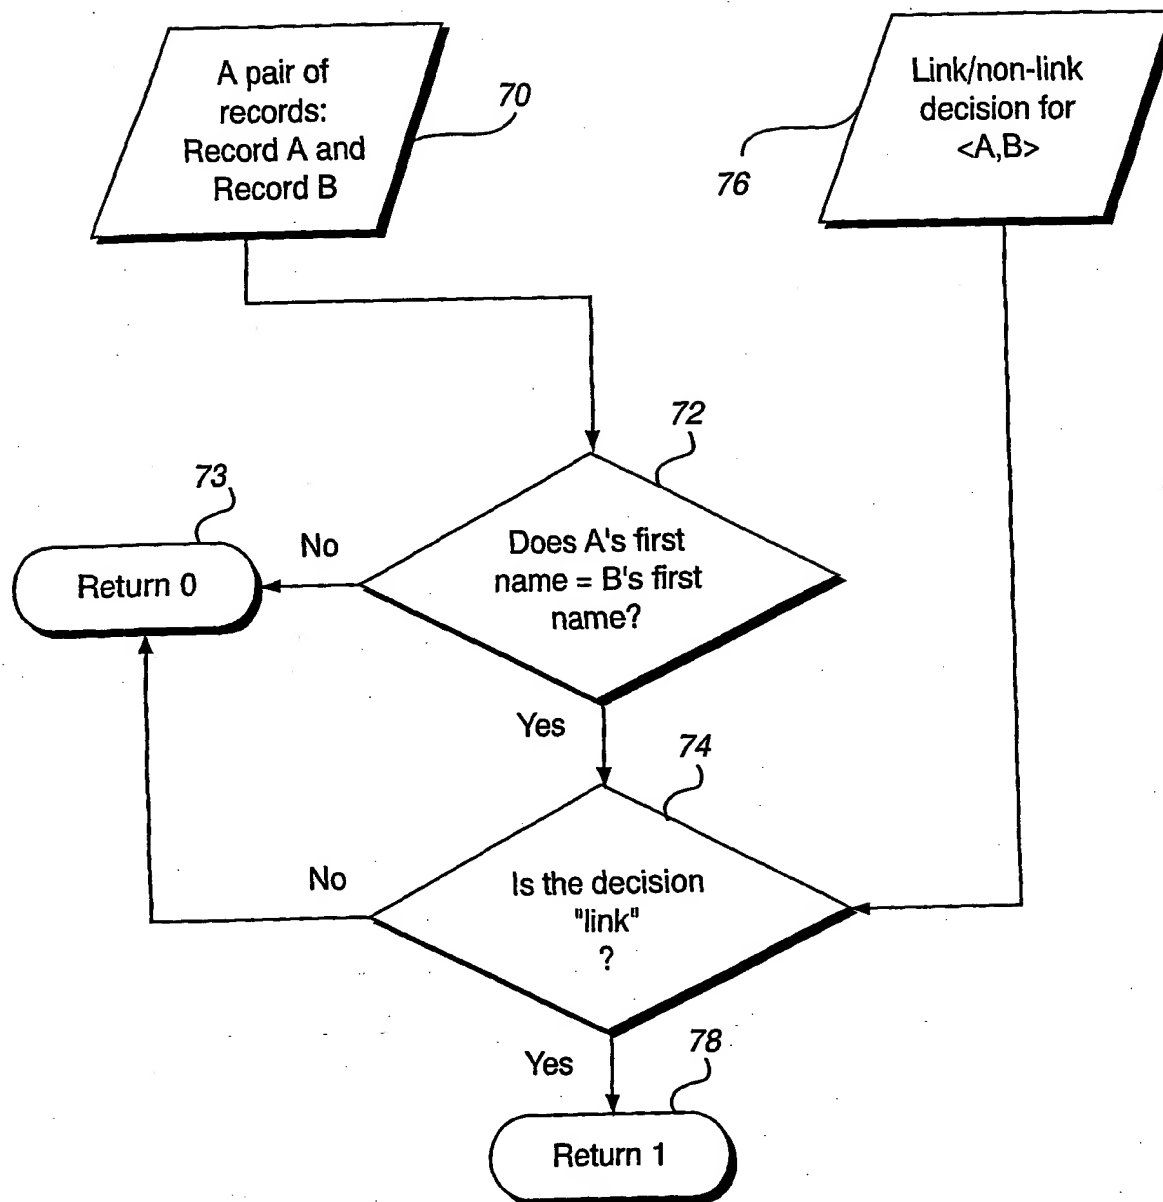 A pair of
records:
Record A and
Record B
70
Link/non-link
decision for
<A,B>
76
72
Does A's first
name = B's first
name?
No
73
Return 0
Yes
74
Is the decision
"link"
?
No
Yes
78
Return 1